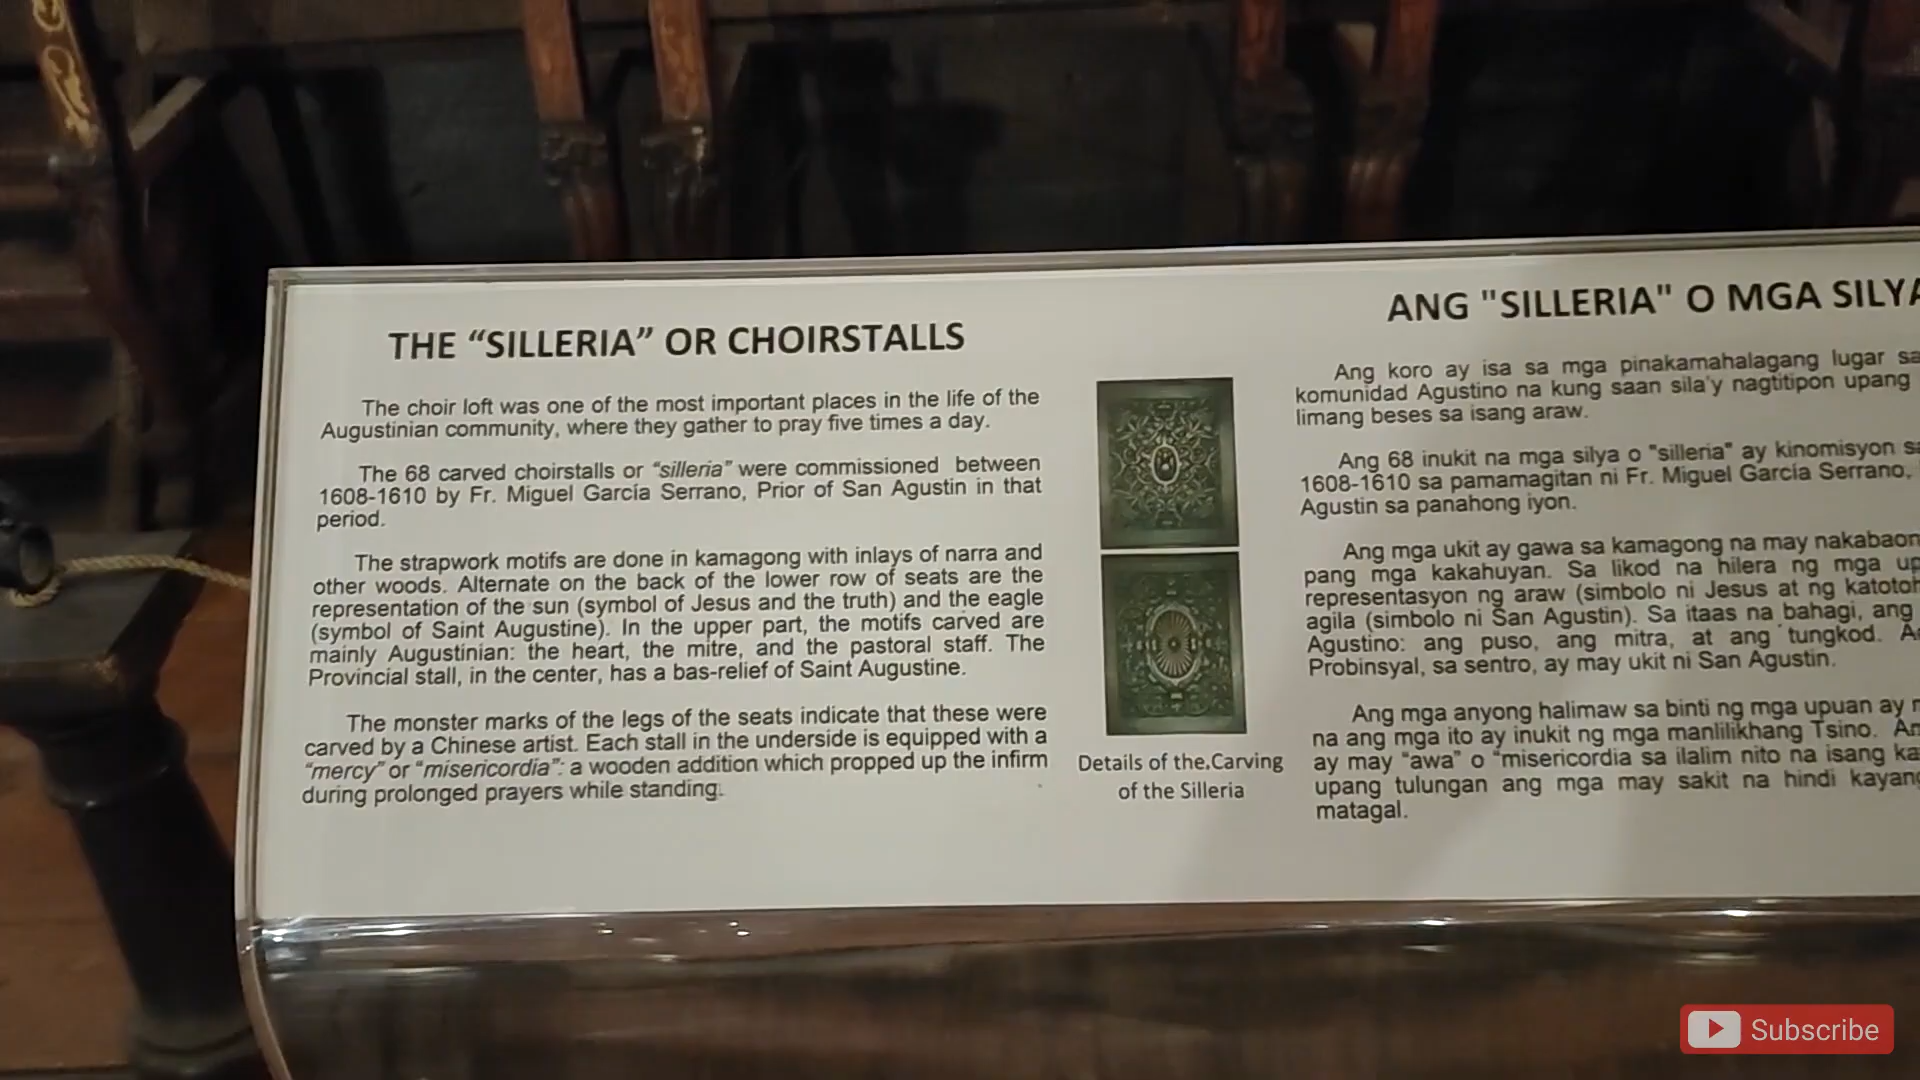 THE “SILLERIA” OR CHOIRSTALLS
The choir loft was one of the most important places in the life of the
Augustinian community, where they gather to pray five times a day.
The 68 carved choirstalls or “silleria” were commissioned between
1608-1610 by Fr. Miguel García Serrano, Prior of San Agustin in that
period.
The strapwork motifs are done in kamagong with inlays of narra and
other woods. Alternate on the back of the lower row of seats are the
representation of the sun (symbol of Jesus and the truth) and the eagle
(symbol of Saint Augustine). In the upper part, the motifs carved are
mainly Augustinian: the heart, the mitre, and the pastoral staff. The
Provincial stall, in the center, has a bas-relief of Saint Augustine.
The monster marks of the legs of the seats indicate that these were
carved by a Chinese artist. Each stall in the underside is equipped with a
“mercy” or “misericordia”: a wooden addition which propped up the infirm
during prolonged prayers while standing.
Details of the Carving
of the Silleria
ANG "SILLERIA" O MGA SILYA
Ang koro ay isa sa mga pinakamahalagang lugar sa
komunidad Agustino na kung saan sila'y nagtitipon upang
limang beses sa isang araw.
Ang 68 inukit na mga silya o "silleria" ay kinomisyon sa
1608-1610 sa pamamagitan ni Fr. Miguel García Serrano,
Agustin sa panahong iyon.
Ang mga ukit ay gawa sa kamagong na may nakabaon
pang mga kakahuyan. Sa likod na hilera ng mga
representasyon ng araw (simbolo ni Jesus at ng
agila (simbolo ni San Agustin). Sa itaas na bahagi, ang
Agustino: ang puso, ang mitra, at ang tungkod.
Probinsyal, sa sentro, ay may ukit ni San Agustin.
Ang mga anyong halimaw sa binti ng mga upuan ay
na ang mga ito ay inukit ng mga manlilikhang Tsino.
ay may “awa” o “misericordia sa ilalim nito na isang
upang tulungan ang mga may sakit na hindi
matagal.
Subscribe